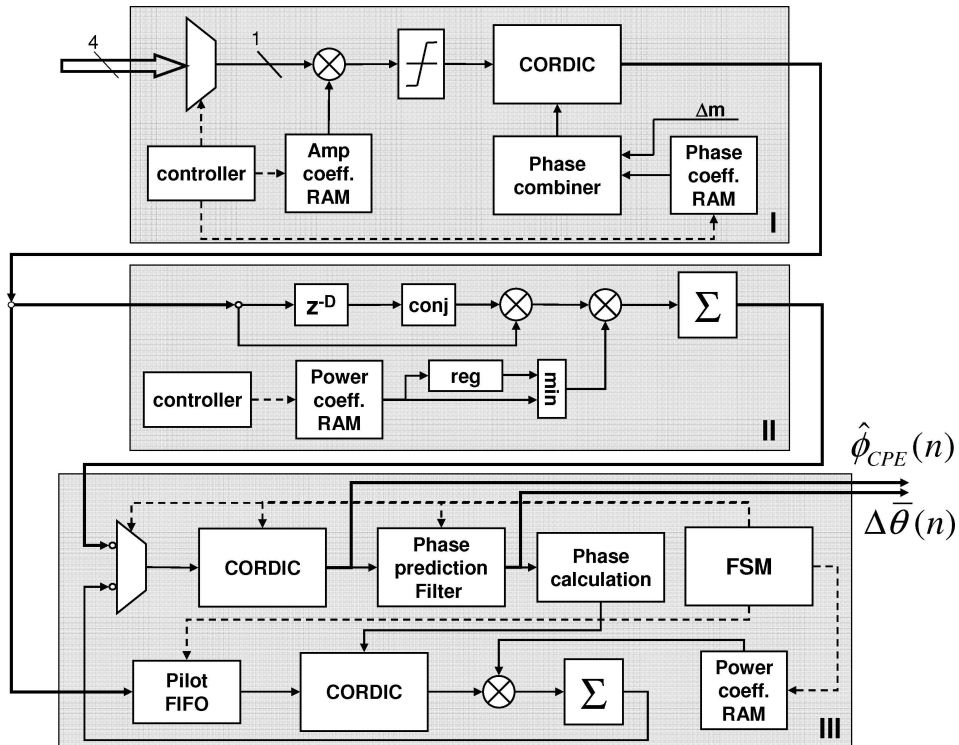 4
1
CORDIC
Δm
controller
Amp
coeff.
RAM
Phase
combiner
Phase
coeff.
RAM
I
z-D
conj
Σ
controller
Power
coeff.
RAM
reg
min
II
ϕ̂CPE(n)
Δθ̅(n)
CORDIC
Phase
prediction
Filter
Phase
calculation
FSM
Pilot
FIFO
CORDIC
Σ
Power
coeff.
RAM
III